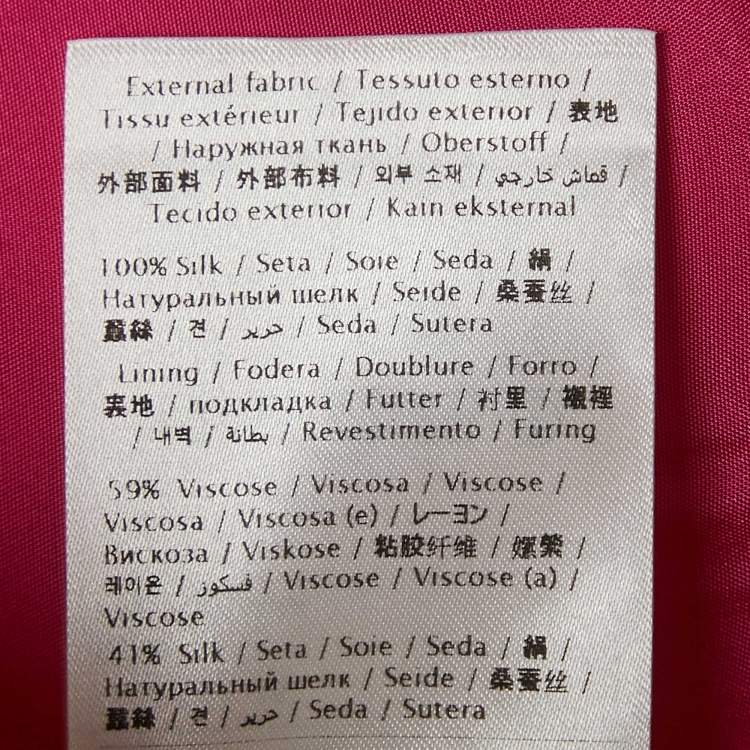 External fabric / Tessuto esterno /
Tissu extérieur / Tejido exterior / 表地
/ Наружная ткань / Oberstoff /
外部面料 / 外部布料 / 외부 소재 / قماش خارجي /
Tecido exterior / Kain eksternal
100% Silk / Seta / Soie / Seda / 絹 /
Натуральный шелк / Seide / 桑蚕丝 /
蠶絲 / 견 / حرير / Seda / Sutera
Lining / Fodera / Doublure / Forro /
裏地 / подкладка / Futter / 衬里 / 襯裡
/ 내벽 / بطانة / Revestimento / Furing
59% Viscose / Viscosa / Viscose /
Viscosa / Viscosa (e) / レーヨン /
Вискоза / Viskose / 粘胶纤维 / 嫘縈 /
레이온 / فسكوز / Viscose / Viscose (a) /
Viscose
41% Silk / Seta / Soie / Seda / 絹 /
Натуральный шелк / Seide / 桑蚕丝 /
蠶絲 / 견 / حرير / Seda / Sutera